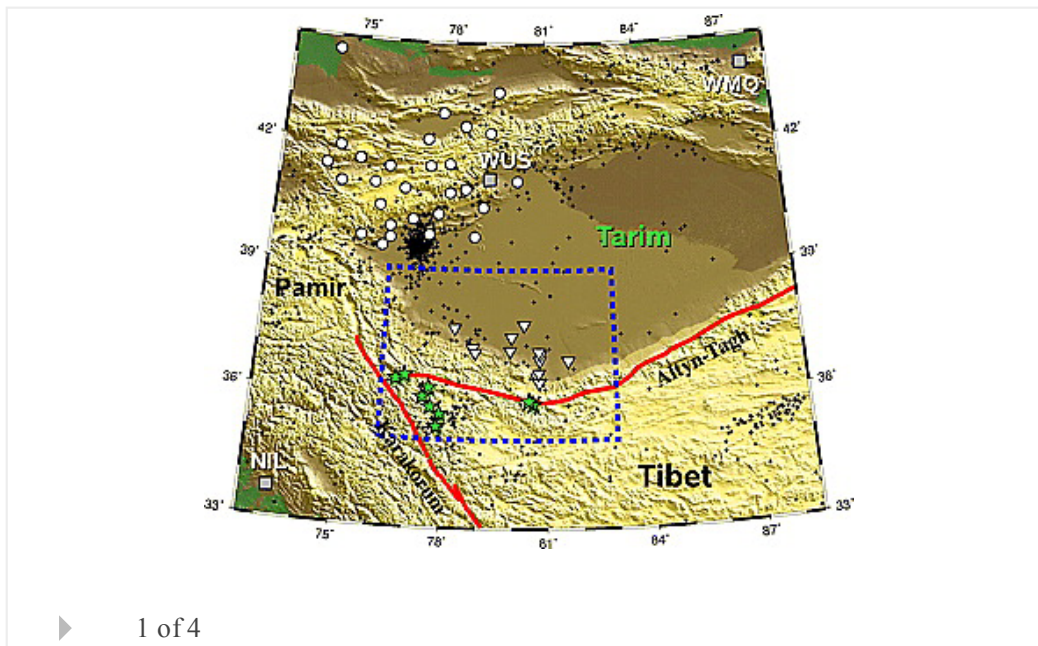 75' 78' 81' 84' 87'
WMQ
42' 42'
WUS
Tarim
39' 39'
Pamir
Altyn-Tagh
36' 36'
Karakorum
NIL
Tibet
33' 33'
75' 78' 81' 84' 87'
1 of 4